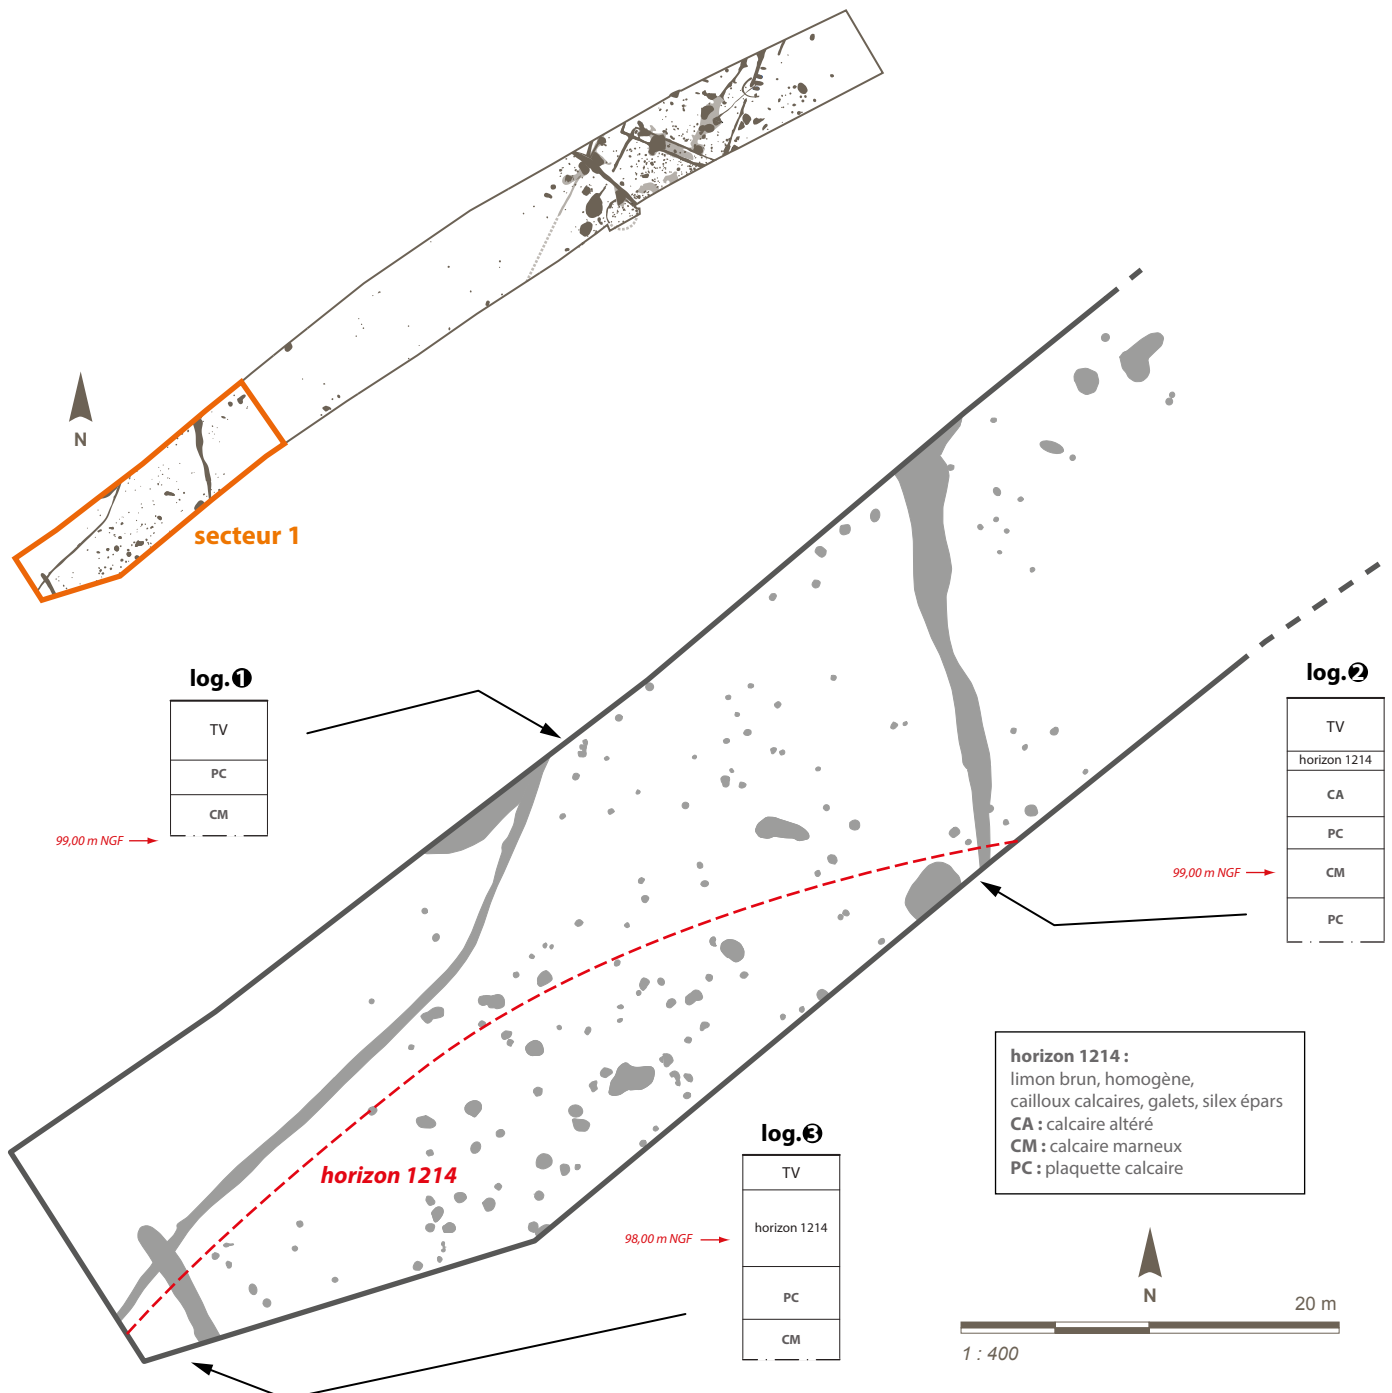 N
secteur 1
log.❶
TV
PC
CM
99,00 m NGF
log.❷
TV
horizon 1214
CA
PC
CM
PC
99,00 m NGF
horizon 1214
log.❸
TV
horizon 1214
PC
CM
98,00 m NGF
horizon 1214 :
limon brun, homogène,
cailloux calcaires, galets, silex épars
CA : calcaire altéré
CM : calcaire marneux
PC : plaquette calcaire
N
20 m
1 : 400